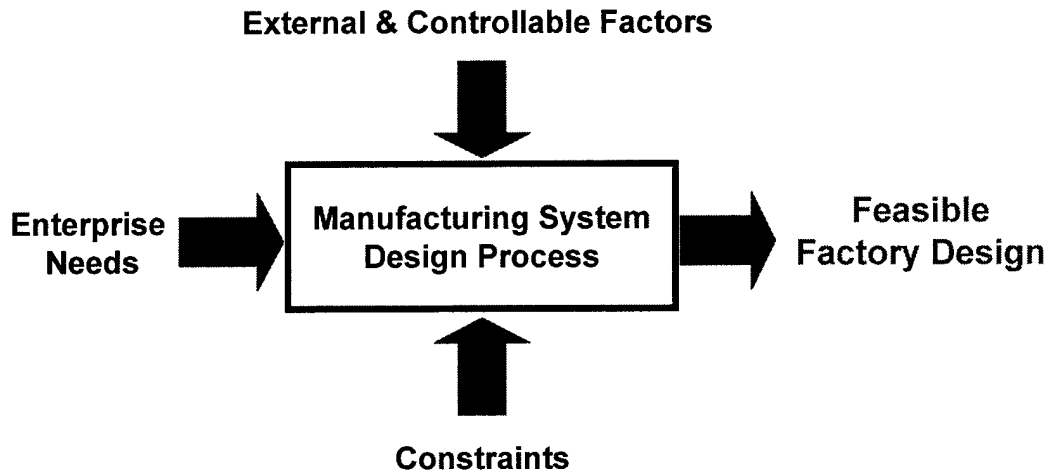 External & Controllable Factors
Enterprise
Needs
Manufacturing System
Design Process
Feasible
Factory Design
Constraints